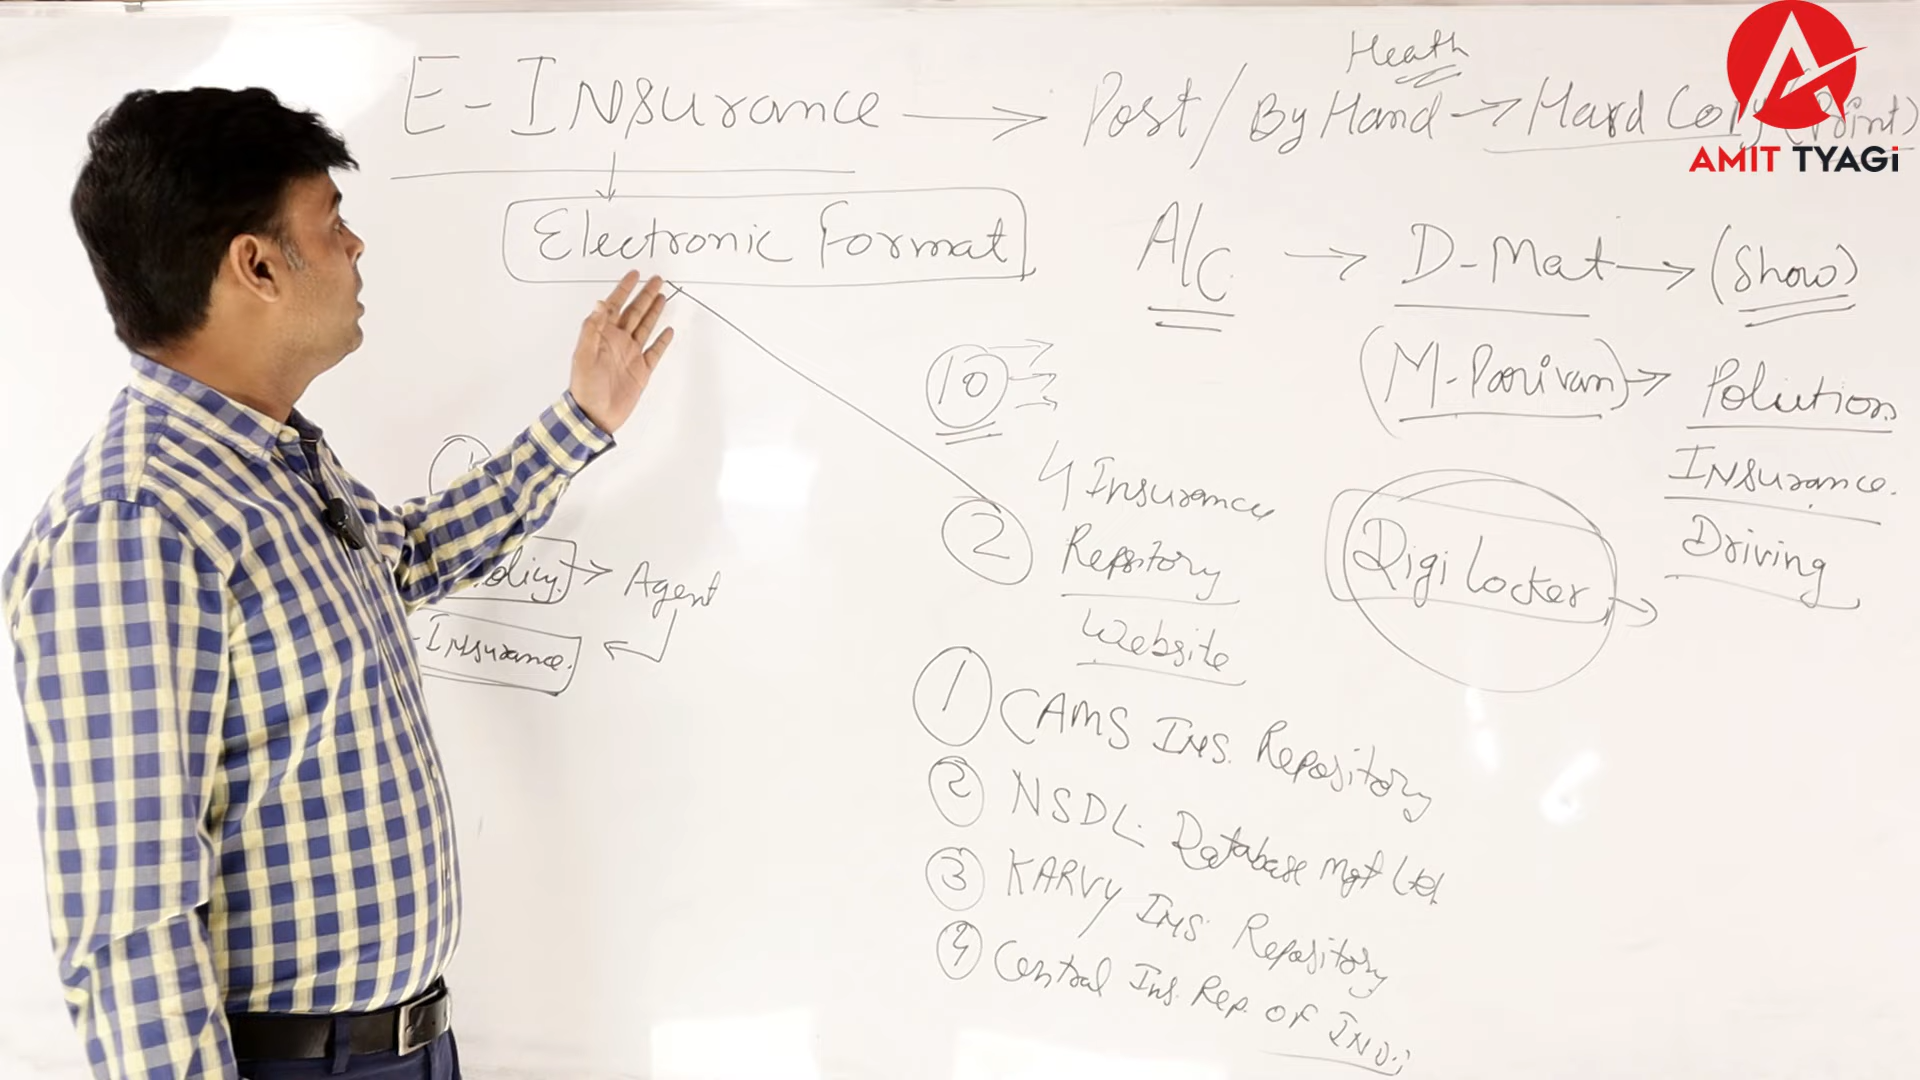 Heath
E-Insurance → Post / By Hand → Hard Copy (Print)
AMIT TYAGi
Electronic Format
A/C → D-Mat → (Show)
10
(M-Parivan) → Polution
Insurance.
Driving
4 Insurance
2 Repository
Website
Digi Locker →
Policy. → Agent
-Insurance.
1 CAMS Ins. Repository
2 NSDL. Database Mgt Ltd.
3 KARVY Ins. Repository
4 Central Ins. Rep. of IND.